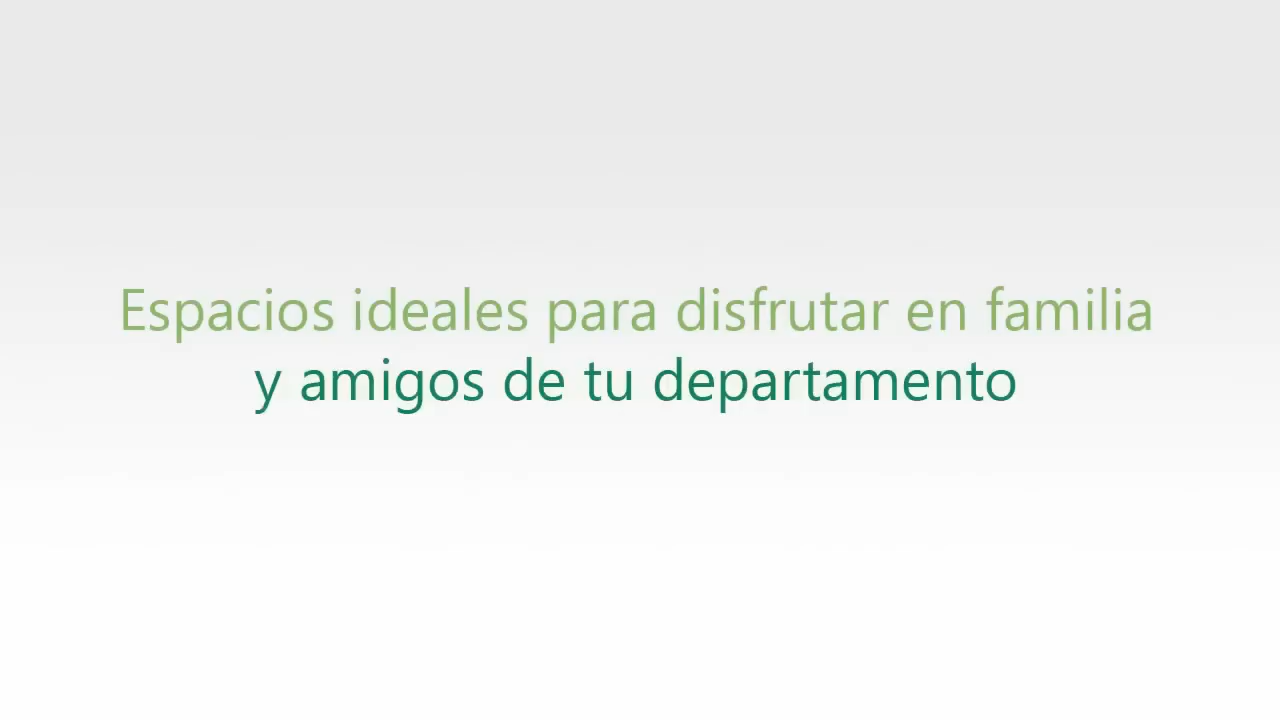 Espacios ideales para disfrutar en familia
y amigos de tu departamento